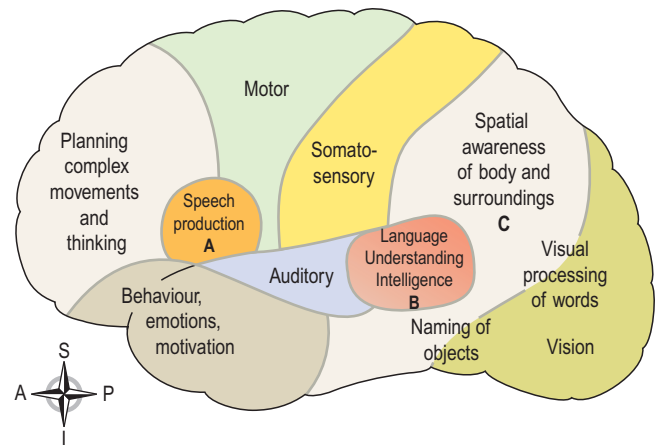 Motor
Planning
complex
movements
and
thinking
Somato-
sensory
Spatial
awareness
of body and
surroundings
C
Speech
production
A
Language
Understanding
Intelligence
B
Auditory
Visual
processing
of words
Behaviour,
emotions,
motivation
Naming of
objects
Vision
S
A P
I